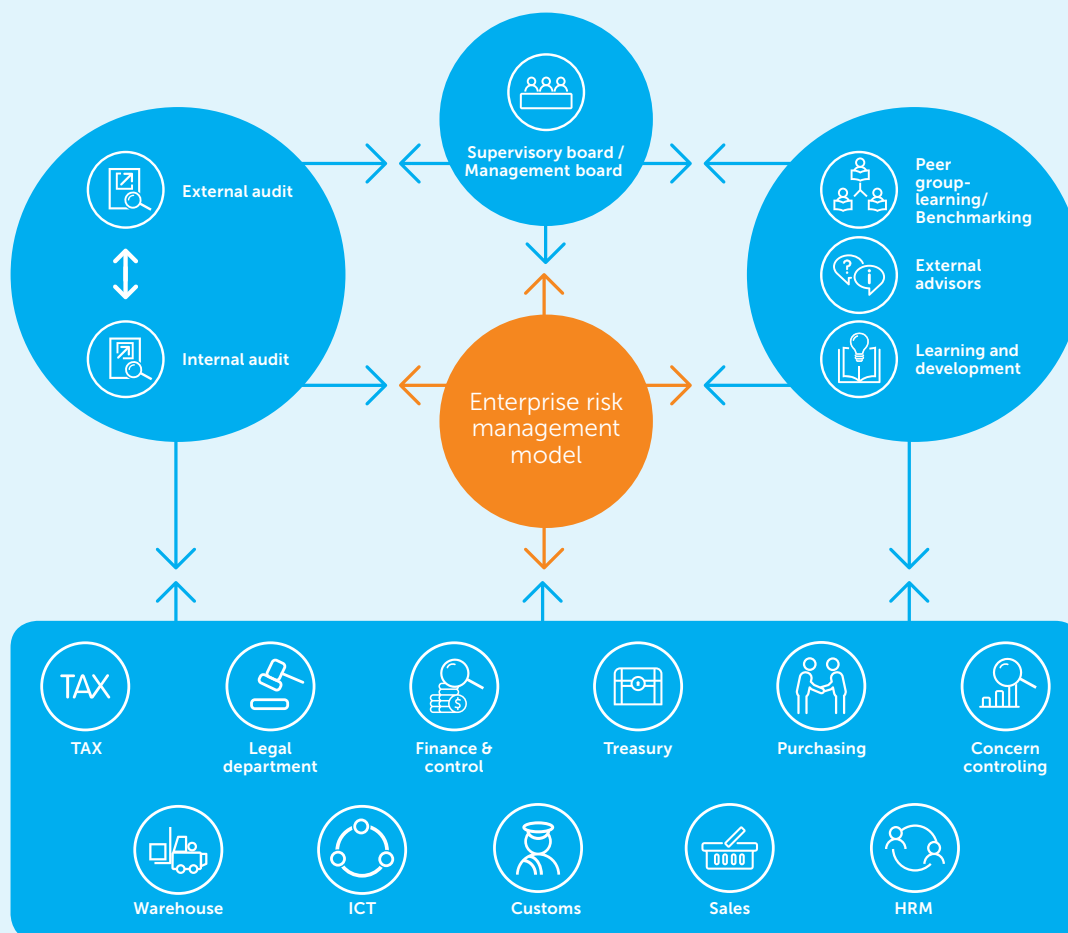 Supervisory board /
Management board
External audit
Internal audit
Peer
group-
learning/
Benchmarking
External
advisors
Learning and
development
Enterprise risk
management
model
TAX
TAX
Legal
department
$
Finance &
control
Treasury
Purchasing
Concern
controling
Warehouse
ICT
Customs
Sales
HRM